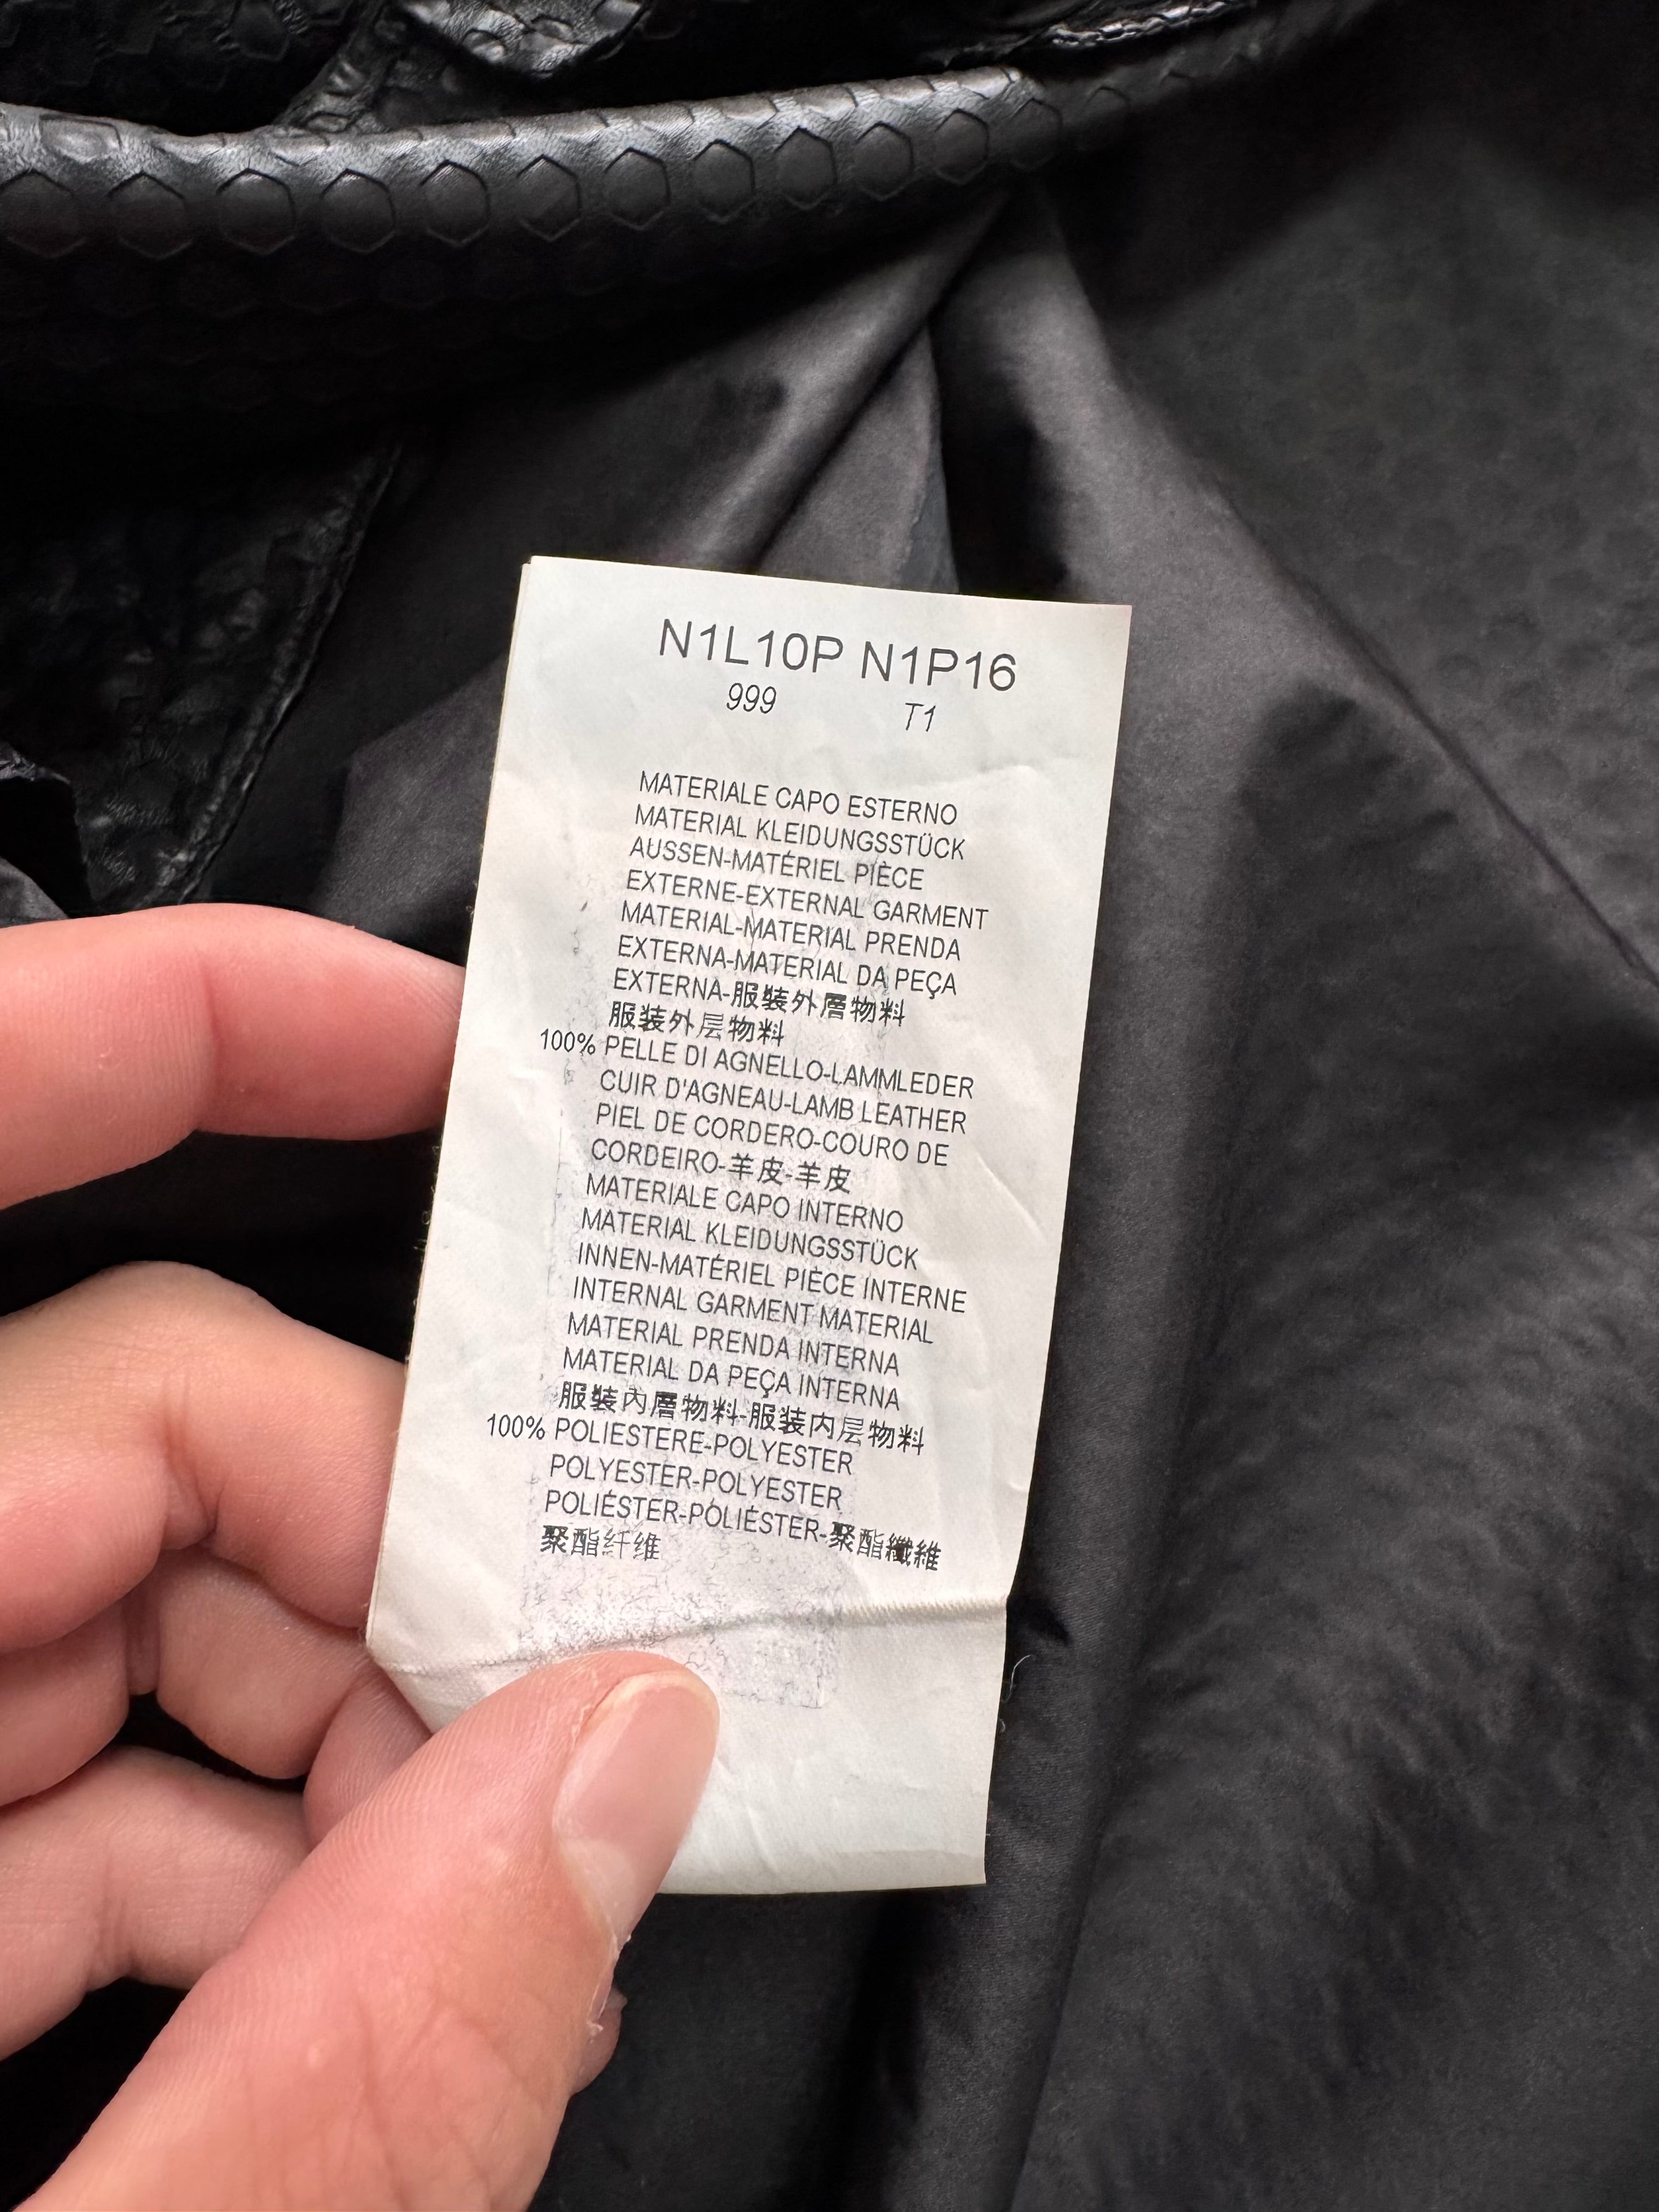 N1L10P N1P16
999 T1
MATERIALE CAPO ESTERNO
MATERIAL KLEIDUNGSSTÜCK
AUSSEN-MATÉRIEL PIÈCE
EXTERNE-EXTERNAL GARMENT
MATERIAL-MATERIAL PRENDA
EXTERNA-MATERIAL DA PEÇA
EXTERNA-服裝外層物料
服装外层物料
100% PELLE DI AGNELLO-LAMMLEDER
CUIR D'AGNEAU-LAMB LEATHER
PIEL DE CORDERO-COURO DE
CORDEIRO-羊皮-羊皮
MATERIALE CAPO INTERNO
MATERIAL KLEIDUNGSSTÜCK
INNEN-MATÉRIEL PIÈCE INTERNE
INTERNAL GARMENT MATERIAL
MATERIAL PRENDA INTERNA
MATERIAL DA PEÇA INTERNA
服裝內層物料-服装内层物料
100% POLIESTERE-POLYESTER
POLYESTER-POLYESTER
POLIÉSTER-POLIÉSTER-聚酯纖維
聚酯纤维